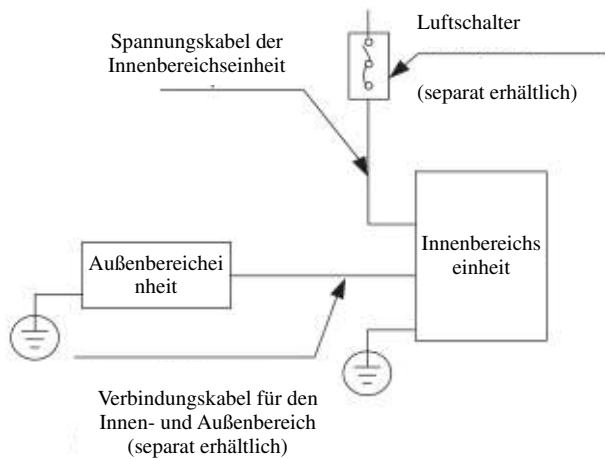 Spannungskabel der
Innenbereichseinheit
Luftschalter
(separat erhältlich)
Außenbereichei
nheit
Innenbereichs
einheit
Verbindungskabel für den
Innen- und Außenbereich
(separat erhältlich)